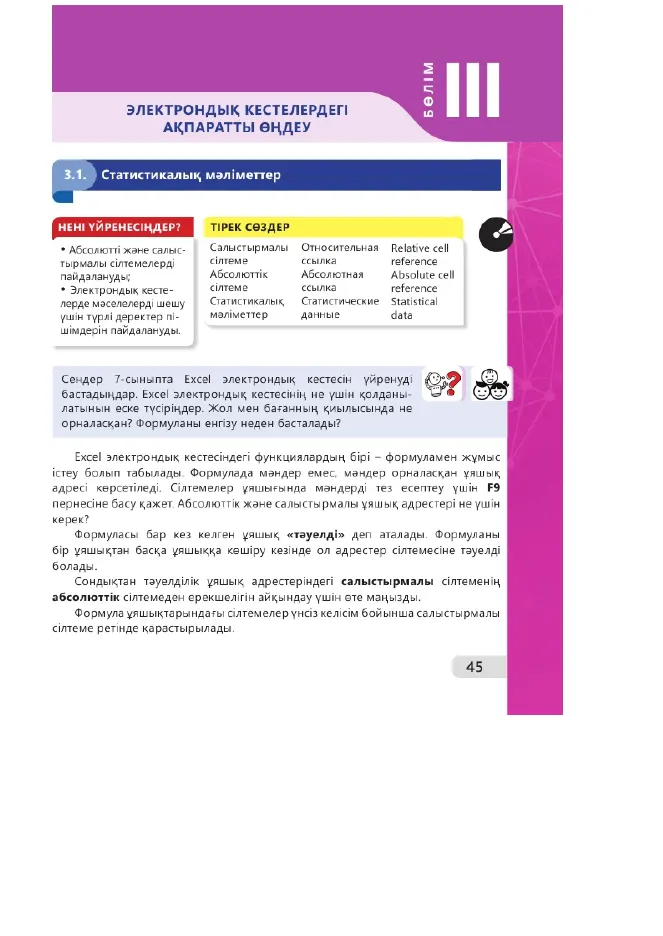 БӨЛІМ
III
ЭЛЕКТРОНДЫҚ КЕСТЕЛЕРДЕГІ
АҚПАРАТТЫ ӨҢДЕУ
3.1. Статистикалық мәліметтер
НЕНІ ҮЙРЕНЕСІҢДЕР?
• Абсолютті және салыс-
тырмалы сілтемелерді
пайдалануды;
• Электрондық кесте-
лерде мәселелерді шешу
үшін түрлі деректер пі-
шімдерін пайдалануды.
ТІРЕК СӨЗДЕР
Салыстырмалы
сілтеме
Абсолюттік
сілтеме
Статистикалық
мәліметтер
Относительная
ссылка
Абсолютная
ссылка
Статистические
данные
Relative cell
reference
Absolute cell
reference
Statistical
data
Сендер 7-сыныпта Excel электрондық кестесін үйренуді
бастадыңдар. Excel электрондық кестесінің не үшін қолданы-
латынын еске түсіріңдер. Жол мен бағанның қиылысында не
орналасқан? Формуланы енгізу неден басталады?
Excel электрондық кестесіндегі функциялардың бірі – формуламен жұмыс
істеу болып табылады. Формулада мәндер емес, мәндер орналасқан ұяшық
адресі көрсетіледі. Сілтемелер ұяшығында мәндерді тез есептеу үшін F9
пернесіне басу қажет. Абсолюттік және салыстырмалы ұяшық адрестері не үшін
керек?
Формуласы бар кез келген ұяшық «тәуелді» деп аталады. Формуланы
бір ұяшықтан басқа ұяшыққа көшіру кезінде ол адрестер сілтемесіне тәуелді
болады.
Сондықтан тәуелділік ұяшық адрестеріндегі салыстырмалы сілтеменің
абсолюттік сілтемеден ерекшелігін айқындау үшін өте маңызды.
Формула ұяшықтарындағы сілтемелер үнсіз келісім бойынша салыстырмалы
сілтеме ретінде қарастырылады.
45